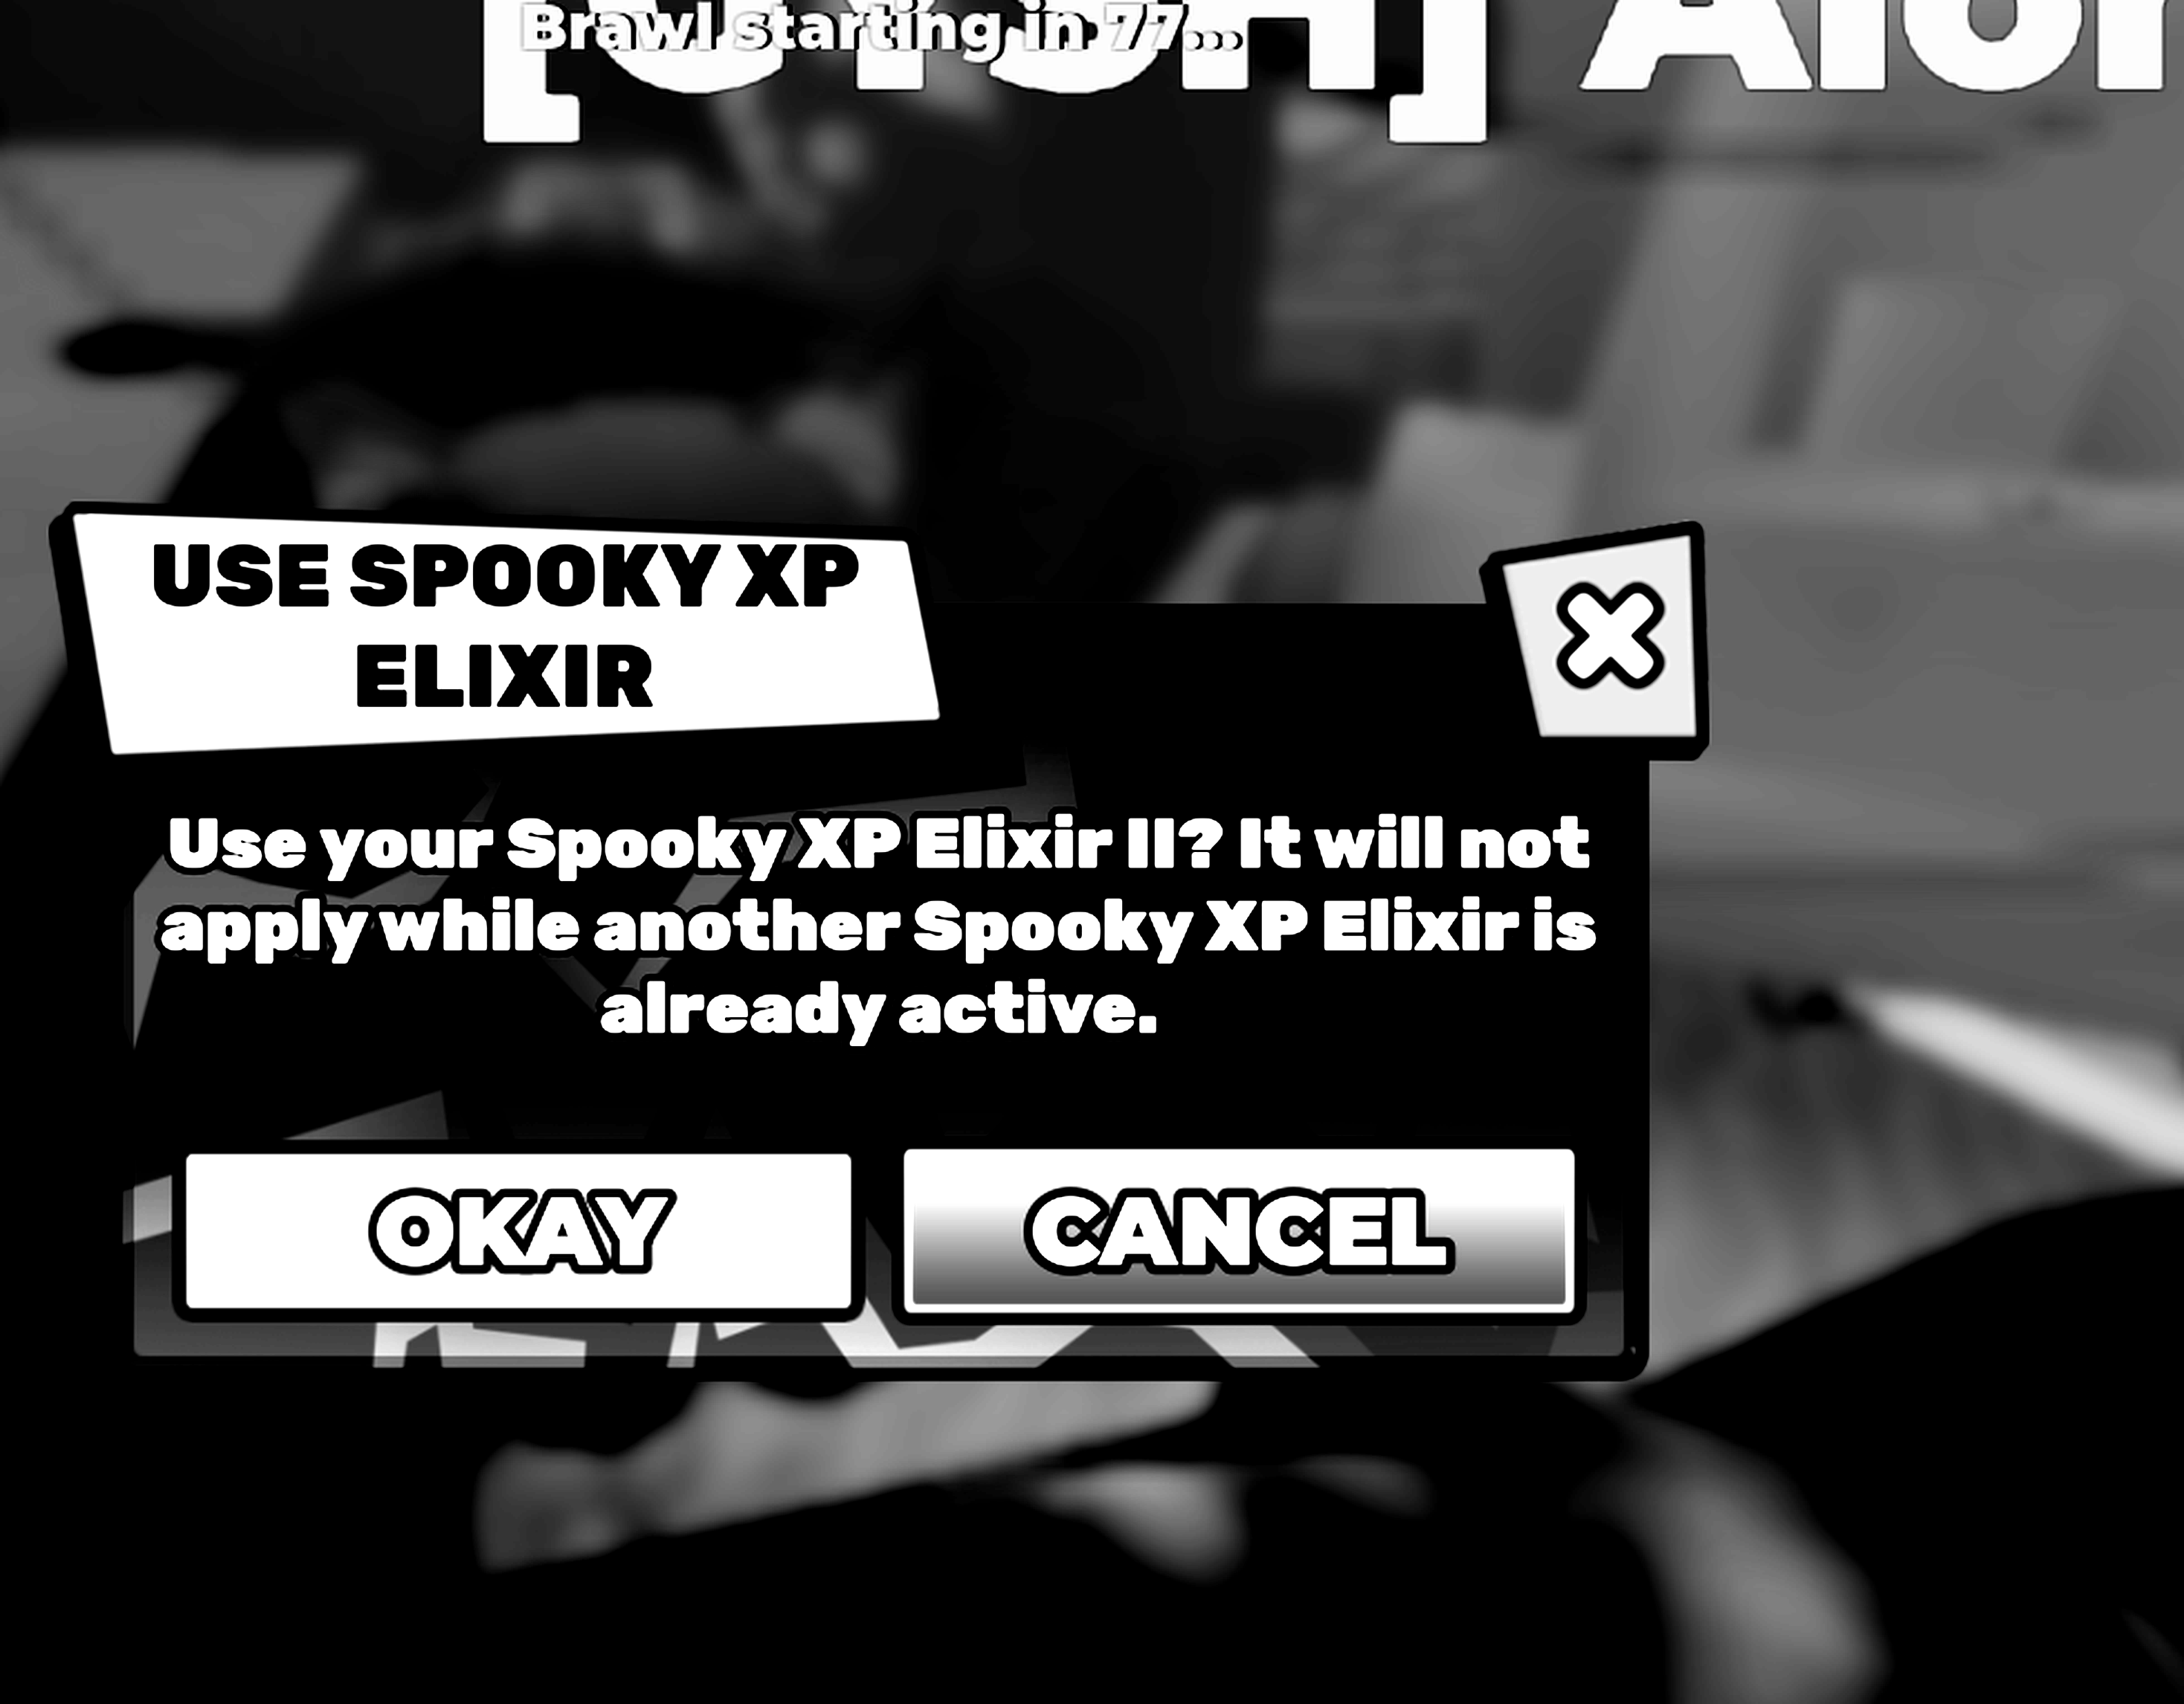 Brawl starting in 77...
USE SPOOKY XP
ELIXIR
Use your Spooky XP Elixir II? It will not
apply while another Spooky XP Elixir is
already active.
OKAY
CANCEL